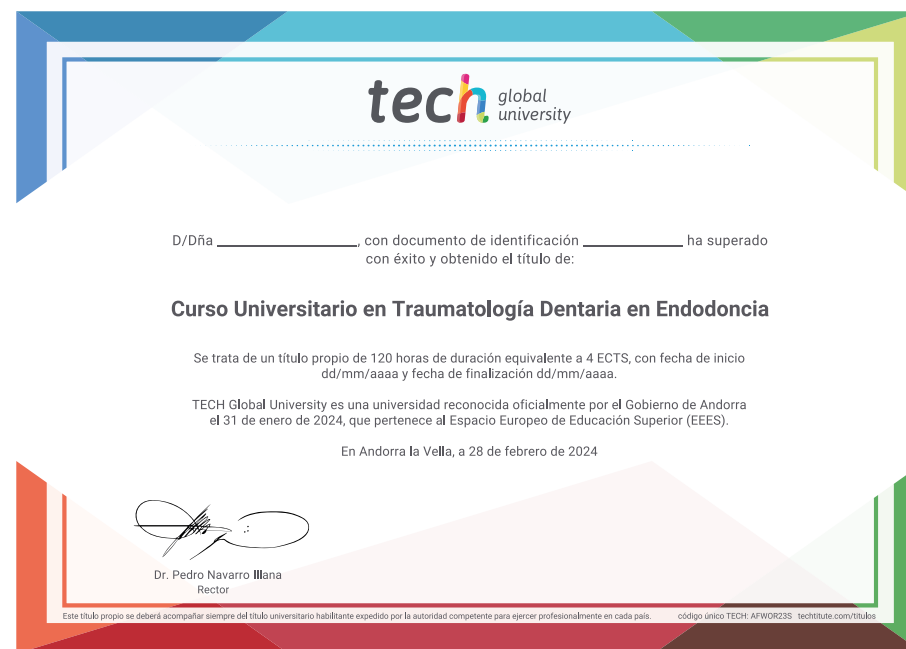 tech global university
D/Dña ____________________, con documento de identificación ______________ ha superado
con éxito y obtenido el título de:
Curso Universitario en Traumatología Dentaria en Endodoncia
Se trata de un título propio de 120 horas de duración equivalente a 4 ECTS, con fecha de inicio
dd/mm/aaaa y fecha de finalización dd/mm/aaaa.
TECH Global University es una universidad reconocida oficialmente por el Gobierno de Andorra
el 31 de enero de 2024, que pertenece al Espacio Europeo de Educación Superior (EEES).
En Andorra la Vella, a 28 de febrero de 2024
Dr. Pedro Navarro Illana
Rector
Este título propio se deberá acompañar siempre del título universitario habilitante expedido por la autoridad competente para ejercer profesionalmente en cada país. código único TECH: AFWOR23S techtitute.com/titulos